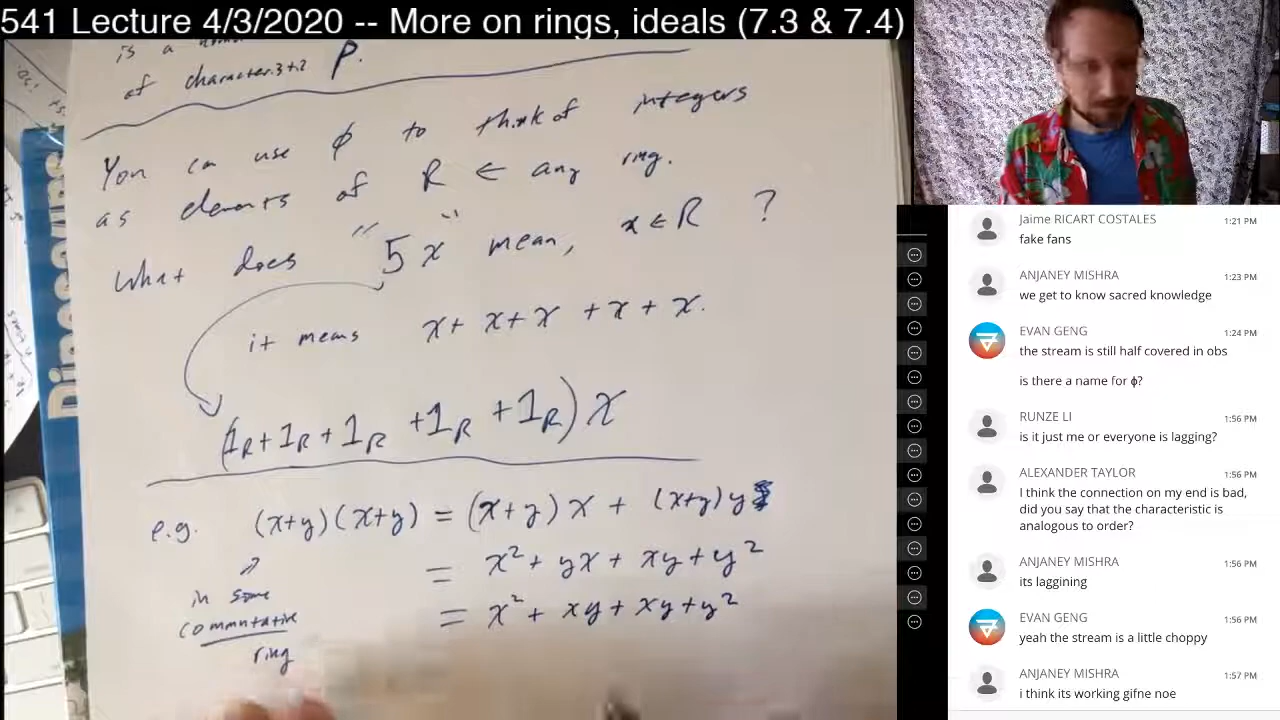 541 Lecture 4/3/2020 -- More on rings, ideals (7.3 & 7.4)
is a
of character3+2 p.
You can use ϕ to think of integers
as elements of R ← any ring.
What does "5x" mean, x ∈ R ?
it means x + x + x + x + x.
(1R + 1R + 1R + 1R + 1R) x
e.g. (x+y)(x+y) = (x+y)x + (x+y)y
= x² + yx + xy + y²
in some
commutative
ring
= x² + xy + xy + y²
Jaime RICART COSTALES 1:21 PM
fake fans
ANJANEY MISHRA 1:23 PM
we get to know sacred knowledge
EVAN GENG 1:24 PM
the stream is still half covered in obs
is there a name for ϕ?
RUNZE LI 1:56 PM
is it just me or everyone is lagging?
ALEXANDER TAYLOR 1:56 PM
I think the connection on my end is bad,
did you say that the characteristic is
analogous to order?
ANJANEY MISHRA 1:56 PM
its laggining
EVAN GENG 1:56 PM
yeah the stream is a little choppy
ANJANEY MISHRA 1:57 PM
i think its working gifne noe